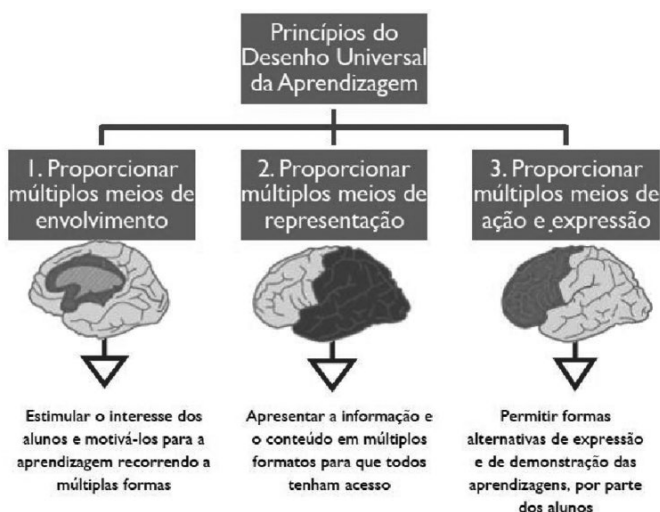 Princípios do
Desenho Universal
da Aprendizagem
1. Proporcionar
múltiplos meios de
envolvimento
2. Proporcionar
múltiplos meios de
representação
3. Proporcionar
múltiplos meios de
ação e expressão
Estimular o interesse dos
alunos e motivá-los para a
aprendizagem recorrendo a
múltiplas formas
Apresentar a informação e
o conteúdo em múltiplos
formatos para que todos
tenham acesso
Permitir formas
alternativas de expressão
e de demonstração das
aprendizagens, por parte
dos alunos